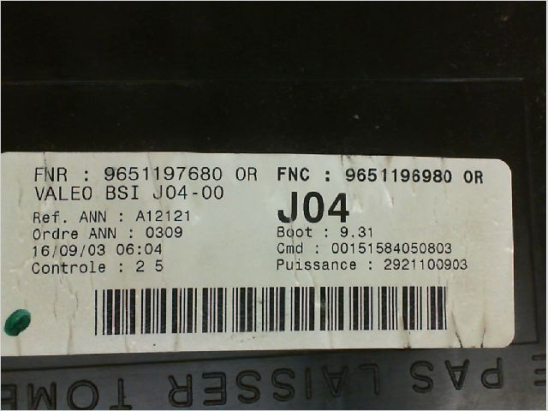 FNR : 9651197680 OR FNC : 9651196980 OR
VALEO BSI J04-00
J04
Ref. ANN : A12121
Boot : 9.31
Ordre ANN : 0309
16/09/03 06:04
Cmd : 00151584050803
Controle : 2 5
Puissance : 2921100903
E PAS LAISSER TOMB